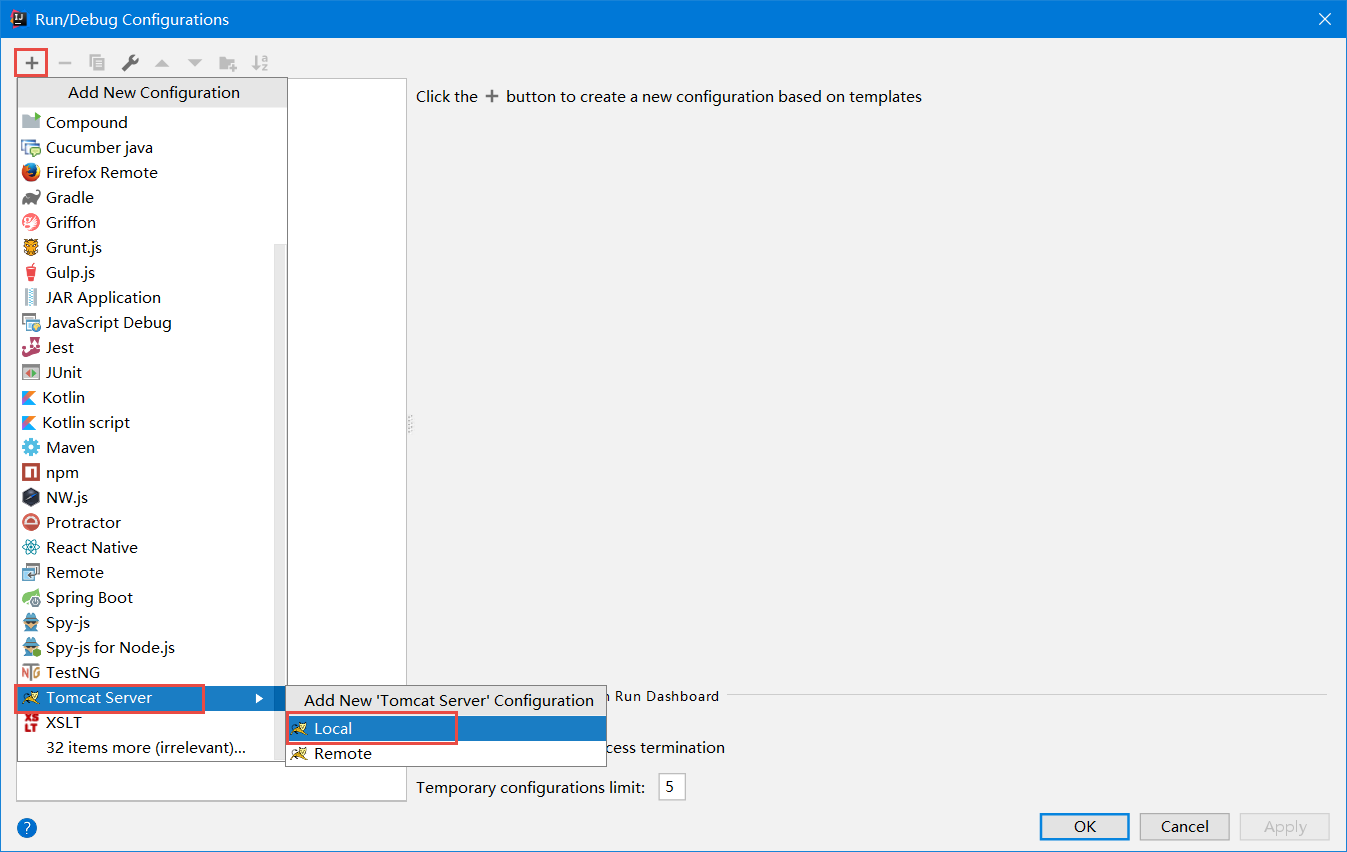 Run/Debug Configurations
Add New Configuration
Click the + button to create a new configuration based on templates
Compound
Cucumber java
Firefox Remote
Gradle
Griffon
Grunt.js
Gulp.js
JAR Application
JavaScript Debug
Jest
JUnit
Kotlin
Kotlin script
Maven
npm
NW.js
Protractor
React Native
Remote
Spring Boot
Spy-js
Spy-js for Node.js
TestNG
Tomcat Server
XSLT
32 items more (irrelevant)...
Add New 'Tomcat Server' Configuration
Local
Remote
Run Dashboard
termination
Temporary configurations limit: 5
OK
Cancel
Apply